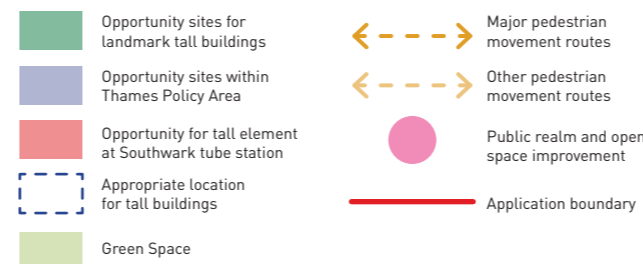 Opportunity sites for
landmark tall buildings
Opportunity sites within
Thames Policy Area
Opportunity for tall element
at Southwark tube station
Appropriate location
for tall buildings
Green Space
Major pedestrian
movement routes
Other pedestrian
movement routes
Public realm and open
space improvement
Application boundary